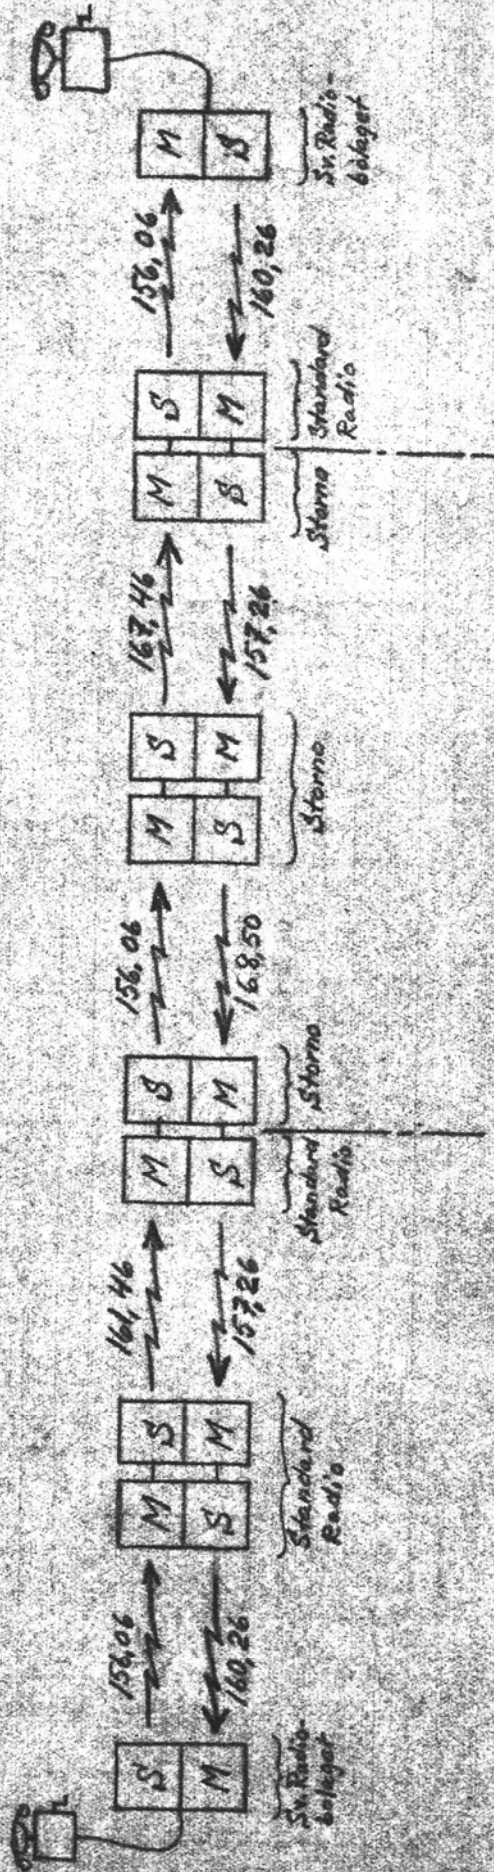 156,06 161,46 156,06 167,46 156,06
S M S M S M S M S M
M S M S M S M S M S
160,26 157,26 168,50 157,26 160,26
Sv. Radio-
bolaget
Standard
Radio
Standard
Radio
Storno
Storno
Storno
Standard
Radio
Sv. Radio-
bolaget